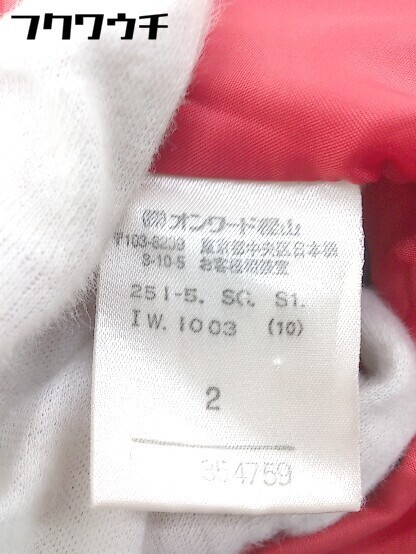 フクワウチ
㈱オンワード樫山
〒103-8239 東京都中央区日本橋
3-10-5 お客様相談室
251-5. SG. S1.
IW. 1003 (10)
2
354759